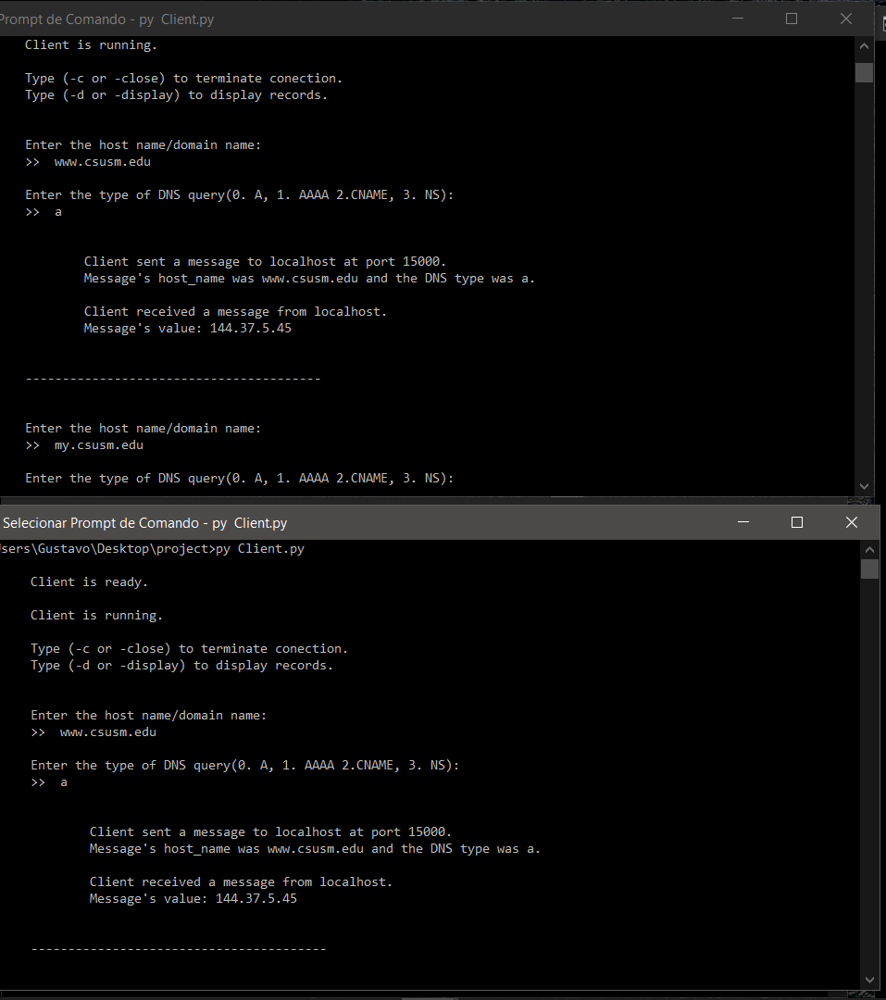 Prompt de Comando - py Client.py
Client is running.
Type (-c or -close) to terminate conection.
Type (-d or -display) to display records.
Enter the host name/domain name:
>> www.csusm.edu
Enter the type of DNS query(0. A, 1. AAAA 2.CNAME, 3. NS):
>> a
Client sent a message to localhost at port 15000.
Message's host_name was www.csusm.edu and the DNS type was a.
Client received a message from localhost.
Message's value: 144.37.5.45
----------------------------------------
Enter the host name/domain name:
>> my.csusm.edu
Enter the type of DNS query(0. A, 1. AAAA 2.CNAME, 3. NS):
Selecionar Prompt de Comando - py Client.py
sers\Gustavo\Desktop\project>py Client.py
Client is ready.
Client is running.
Type (-c or -close) to terminate conection.
Type (-d or -display) to display records.
Enter the host name/domain name:
>> www.csusm.edu
Enter the type of DNS query(0. A, 1. AAAA 2.CNAME, 3. NS):
>> a
Client sent a message to localhost at port 15000.
Message's host_name was www.csusm.edu and the DNS type was a.
Client received a message from localhost.
Message's value: 144.37.5.45
----------------------------------------